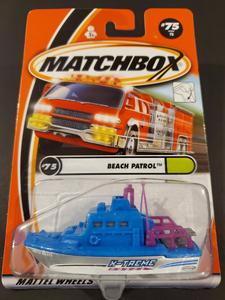 #75
MATCHBOX
#75
BEACH PATROL™
X-TREME
MATTEL WHEELS